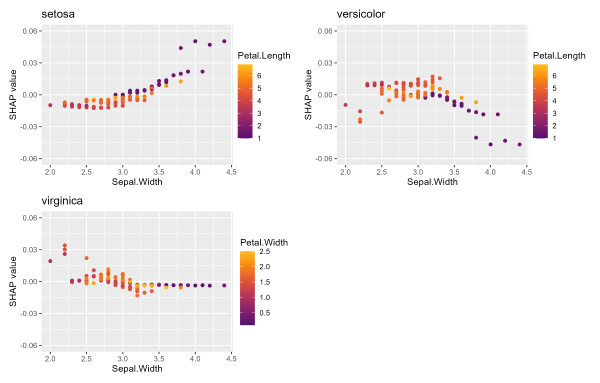 setosa
SHAP value
0.06
0.03
0.00
-0.03
-0.06
2.0 2.5 3.0 3.5 4.0 4.5
Sepal.Width
Petal.Length
6
5
4
3
2
1
versicolor
SHAP value
0.06
0.03
0.00
-0.03
-0.06
2.0 2.5 3.0 3.5 4.0 4.5
Sepal.Width
Petal.Length
6
5
4
3
2
1
virginica
SHAP value
0.06
0.03
0.00
-0.03
-0.06
2.0 2.5 3.0 3.5 4.0 4.5
Sepal.Width
Petal.Width
2.5
2.0
1.5
1.0
0.5